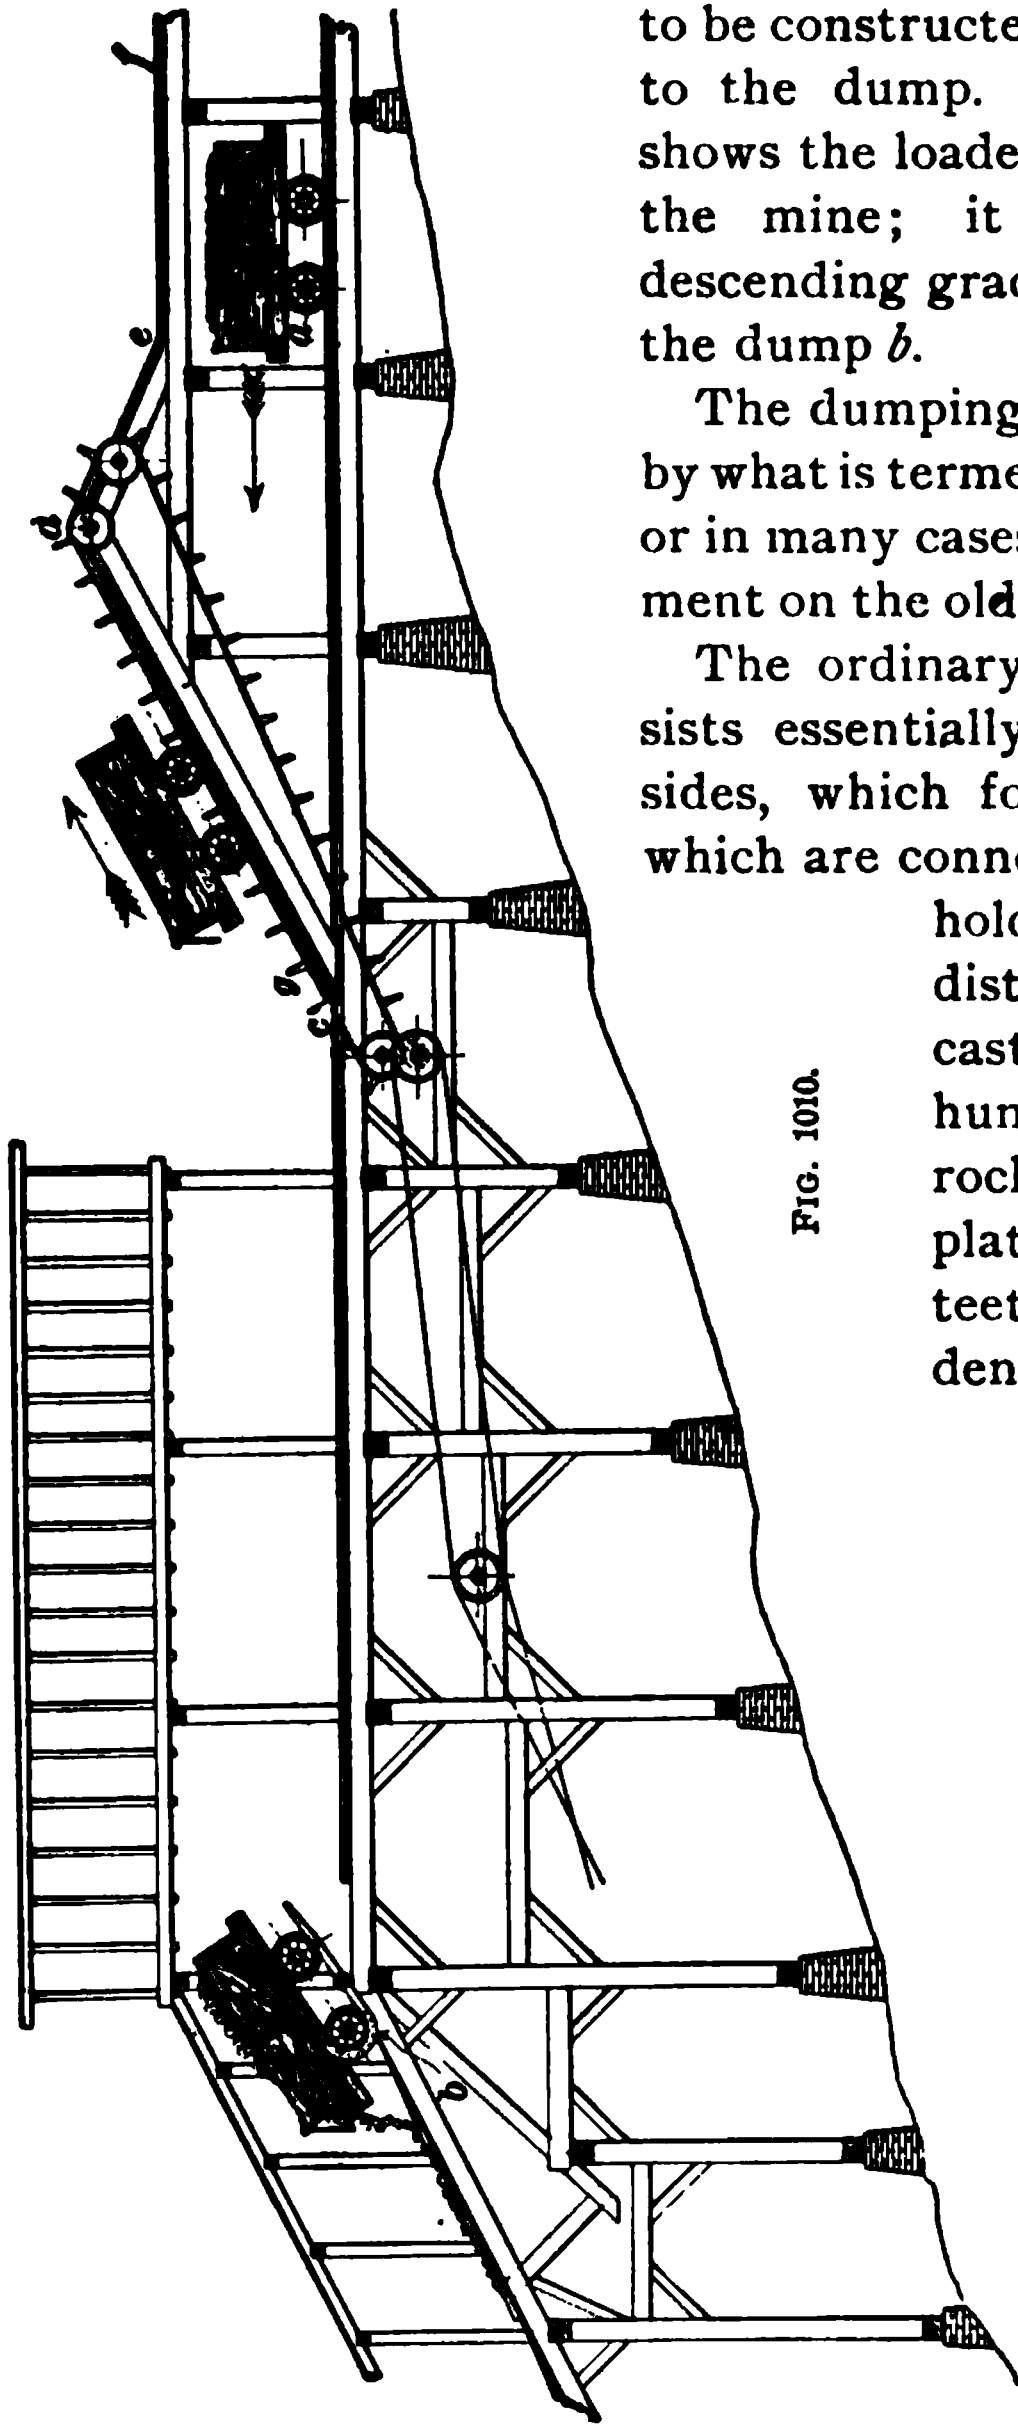 to be constructe
to the dump.
shows the loade
the mine; it
descending grad
the dump b.
The dumping
by what is terme
or in many cases
ment on the old
The ordinary
sists essentially
sides, which fo
which are conne
hold
dist
cast
hun
rock
plat
teet
den
FIG. 1010.
a
e
d
g
c
b